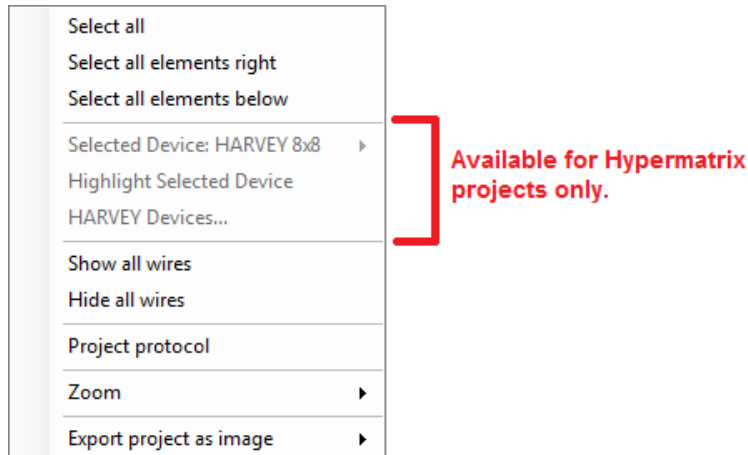 Select all
Select all elements right
Select all elements below
Selected Device: HARVEY 8x8
Highlight Selected Device
HARVEY Devices...
Available for Hypermatrix
projects only.
Show all wires
Hide all wires
Project protocol
Zoom
Export project as image